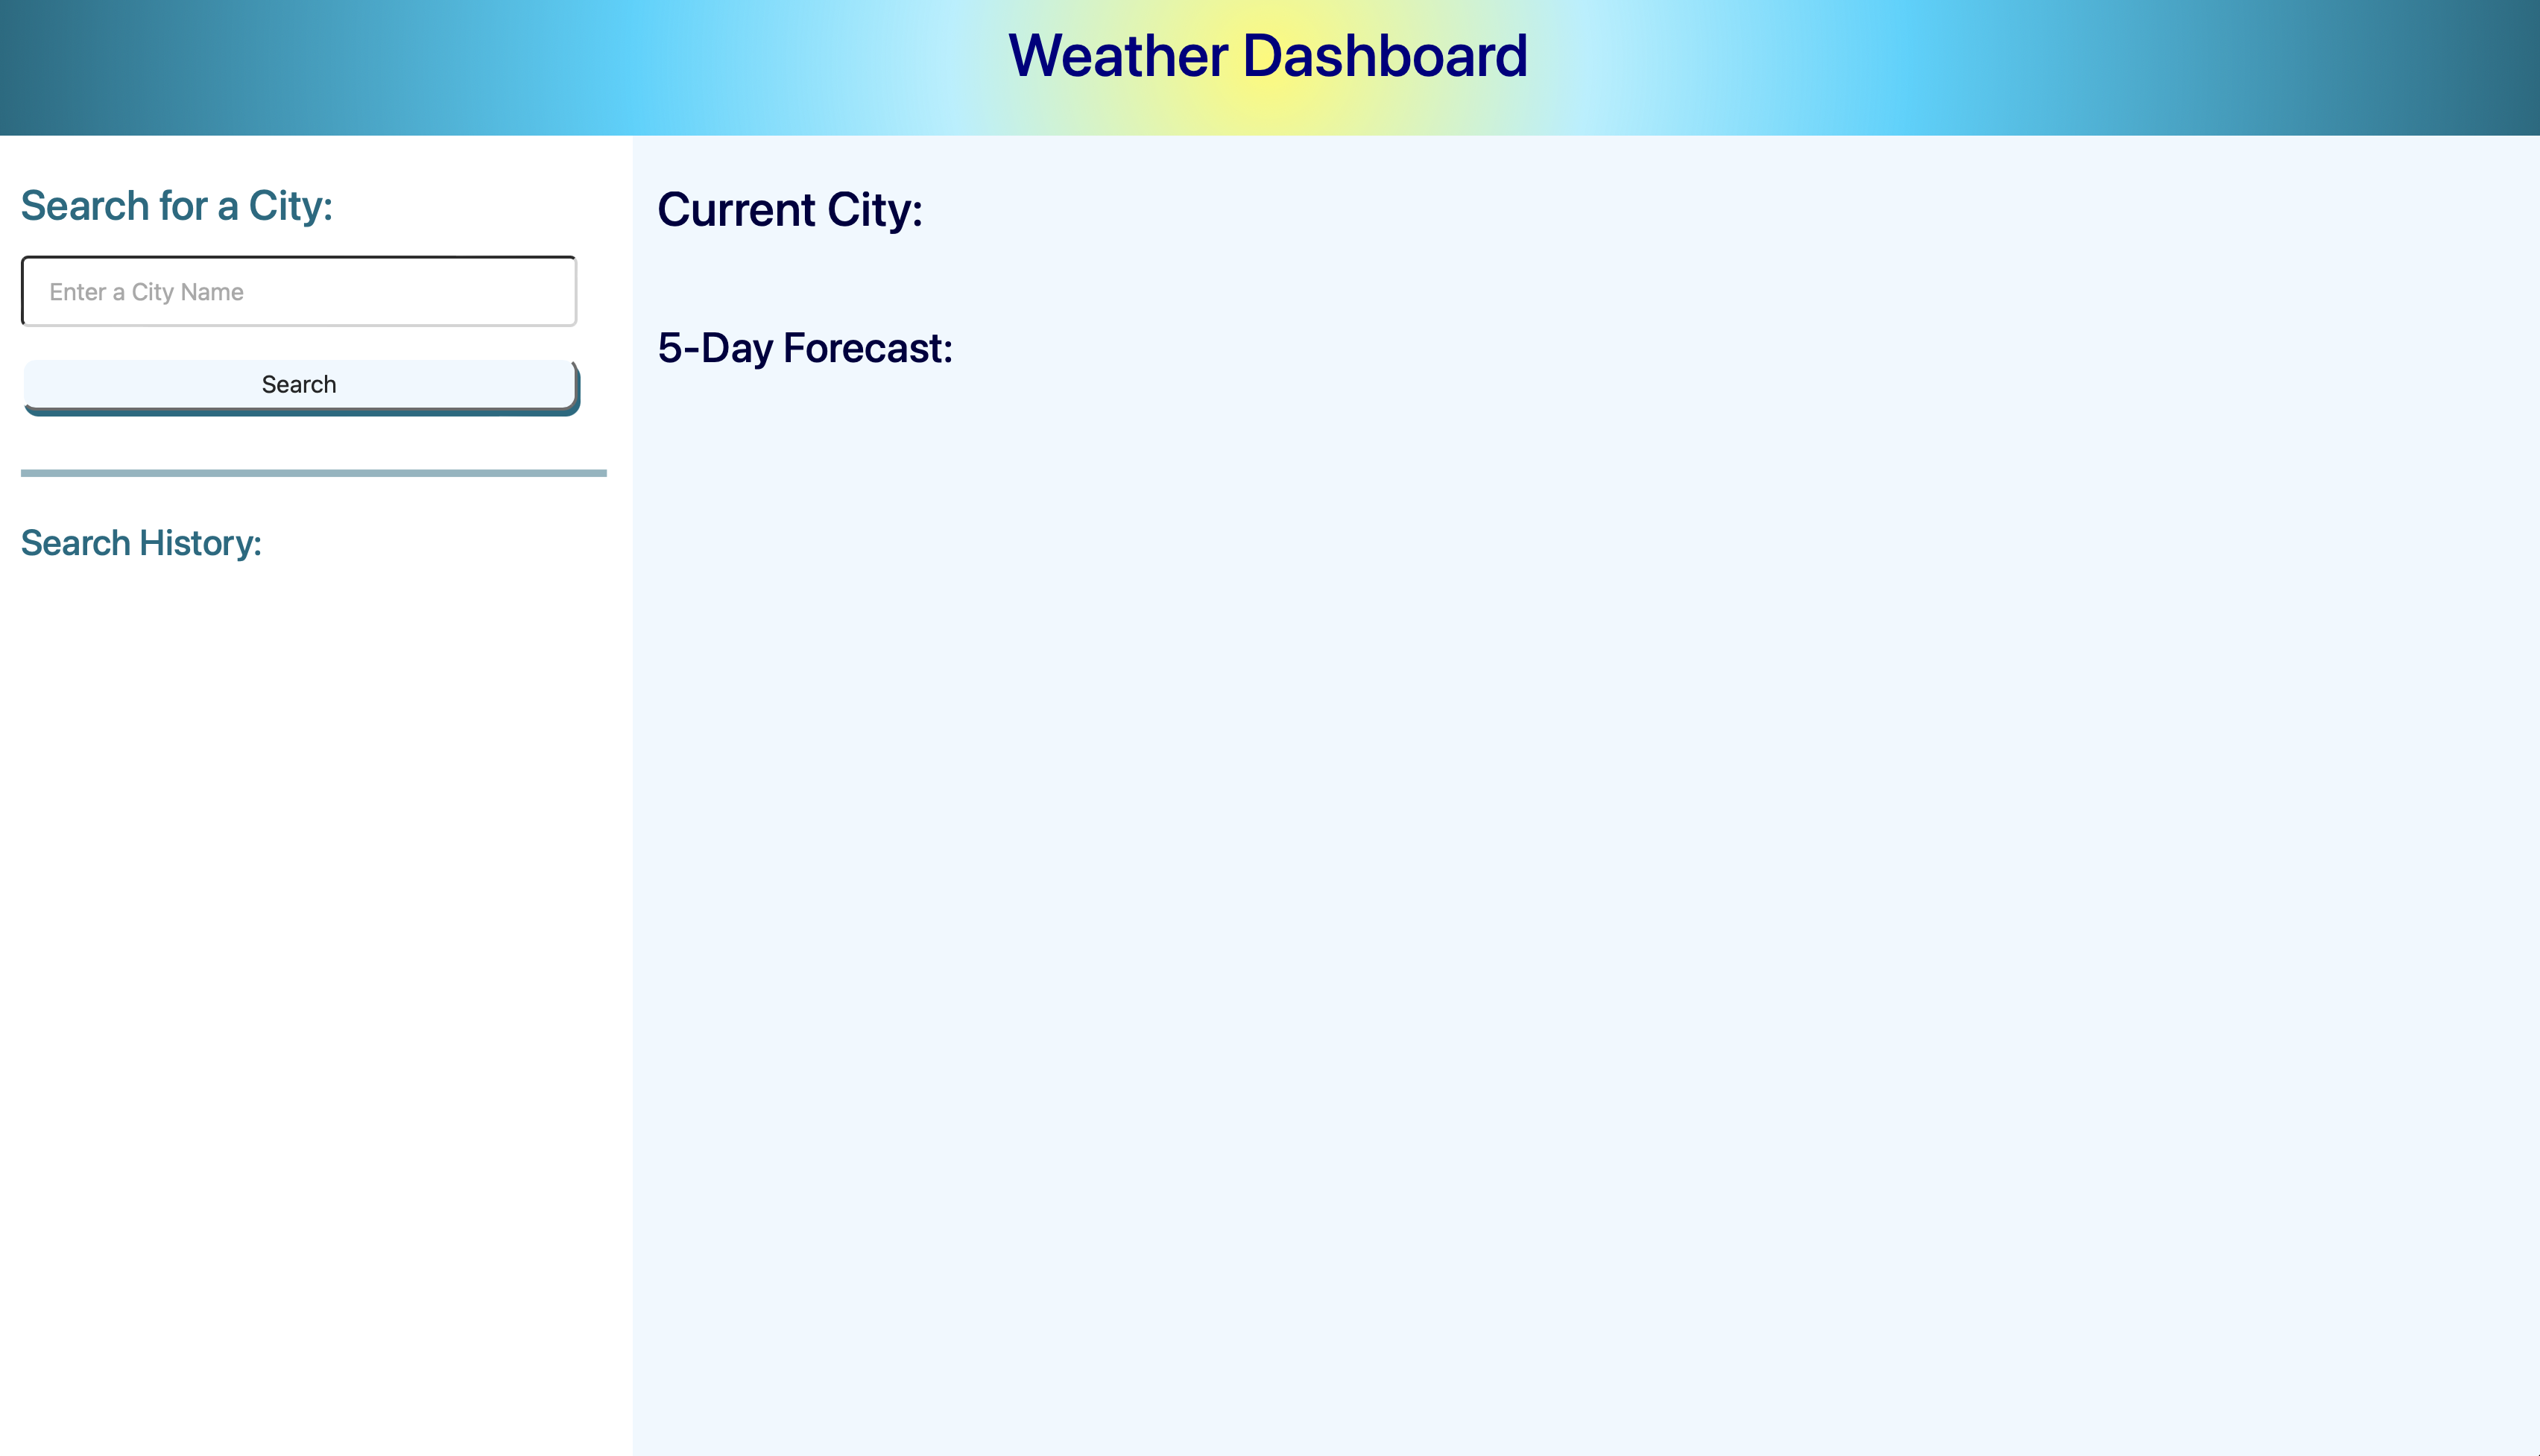 Weather Dashboard
Search for a City:
Enter a City Name
Search
Search History:
Current City:
5-Day Forecast: